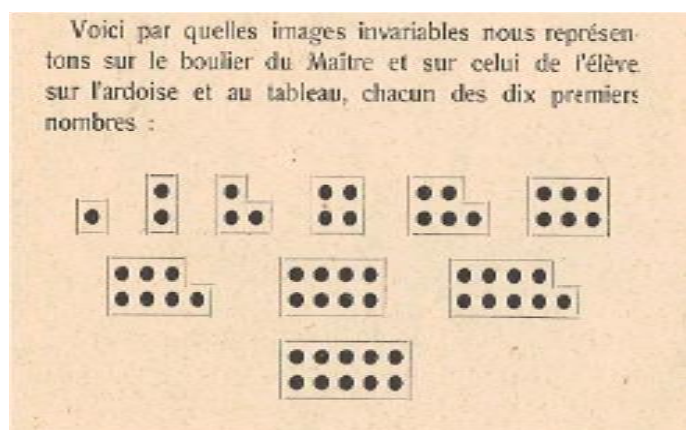 Voici par quelles images invariables nous représen-
tons sur le boulier du Maître et sur celui de l'élève
sur l'ardoise et au tableau, chacun des dix premiers
nombres :